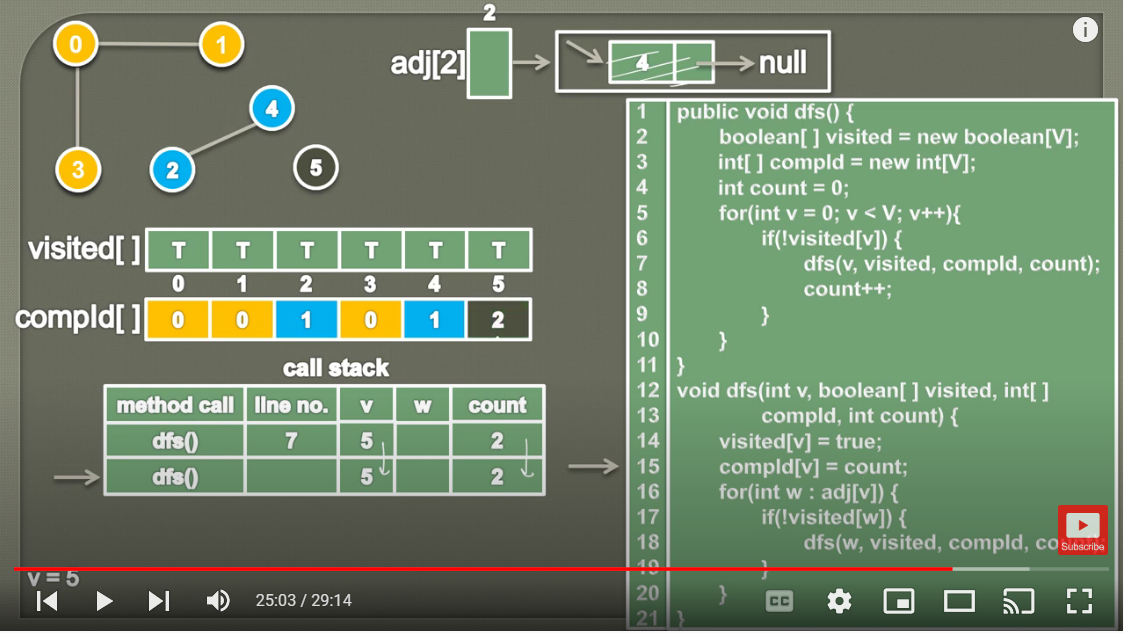 2
0
1
adj[2]
4
null
4
3
2
5
visited[ ]
T T T T T T
0 1 2 3 4 5
compId[ ]
0 0 1 0 1 2
call stack
method call line no. v w count
dfs() 7 5 2
dfs() 5 2
v = 5
1 public void dfs() {
2 boolean[ ] visited = new boolean[V];
3 int[ ] compId = new int[V];
4 int count = 0;
5 for(int v = 0; v < V; v++){
6 if(!visited[v]) {
7 dfs(v, visited, compId, count);
8 count++;
9 }
10 }
11 }
12 void dfs(int v, boolean[ ] visited, int[ ]
13 compId, int count) {
14 visited[v] = true;
15 compId[v] = count;
16 for(int w : adj[v]) {
17 if(!visited[w]) {
18 dfs(w, visited, compId,
19 }
20 }
21 }
Subscribe
25:03 / 29:14
CC